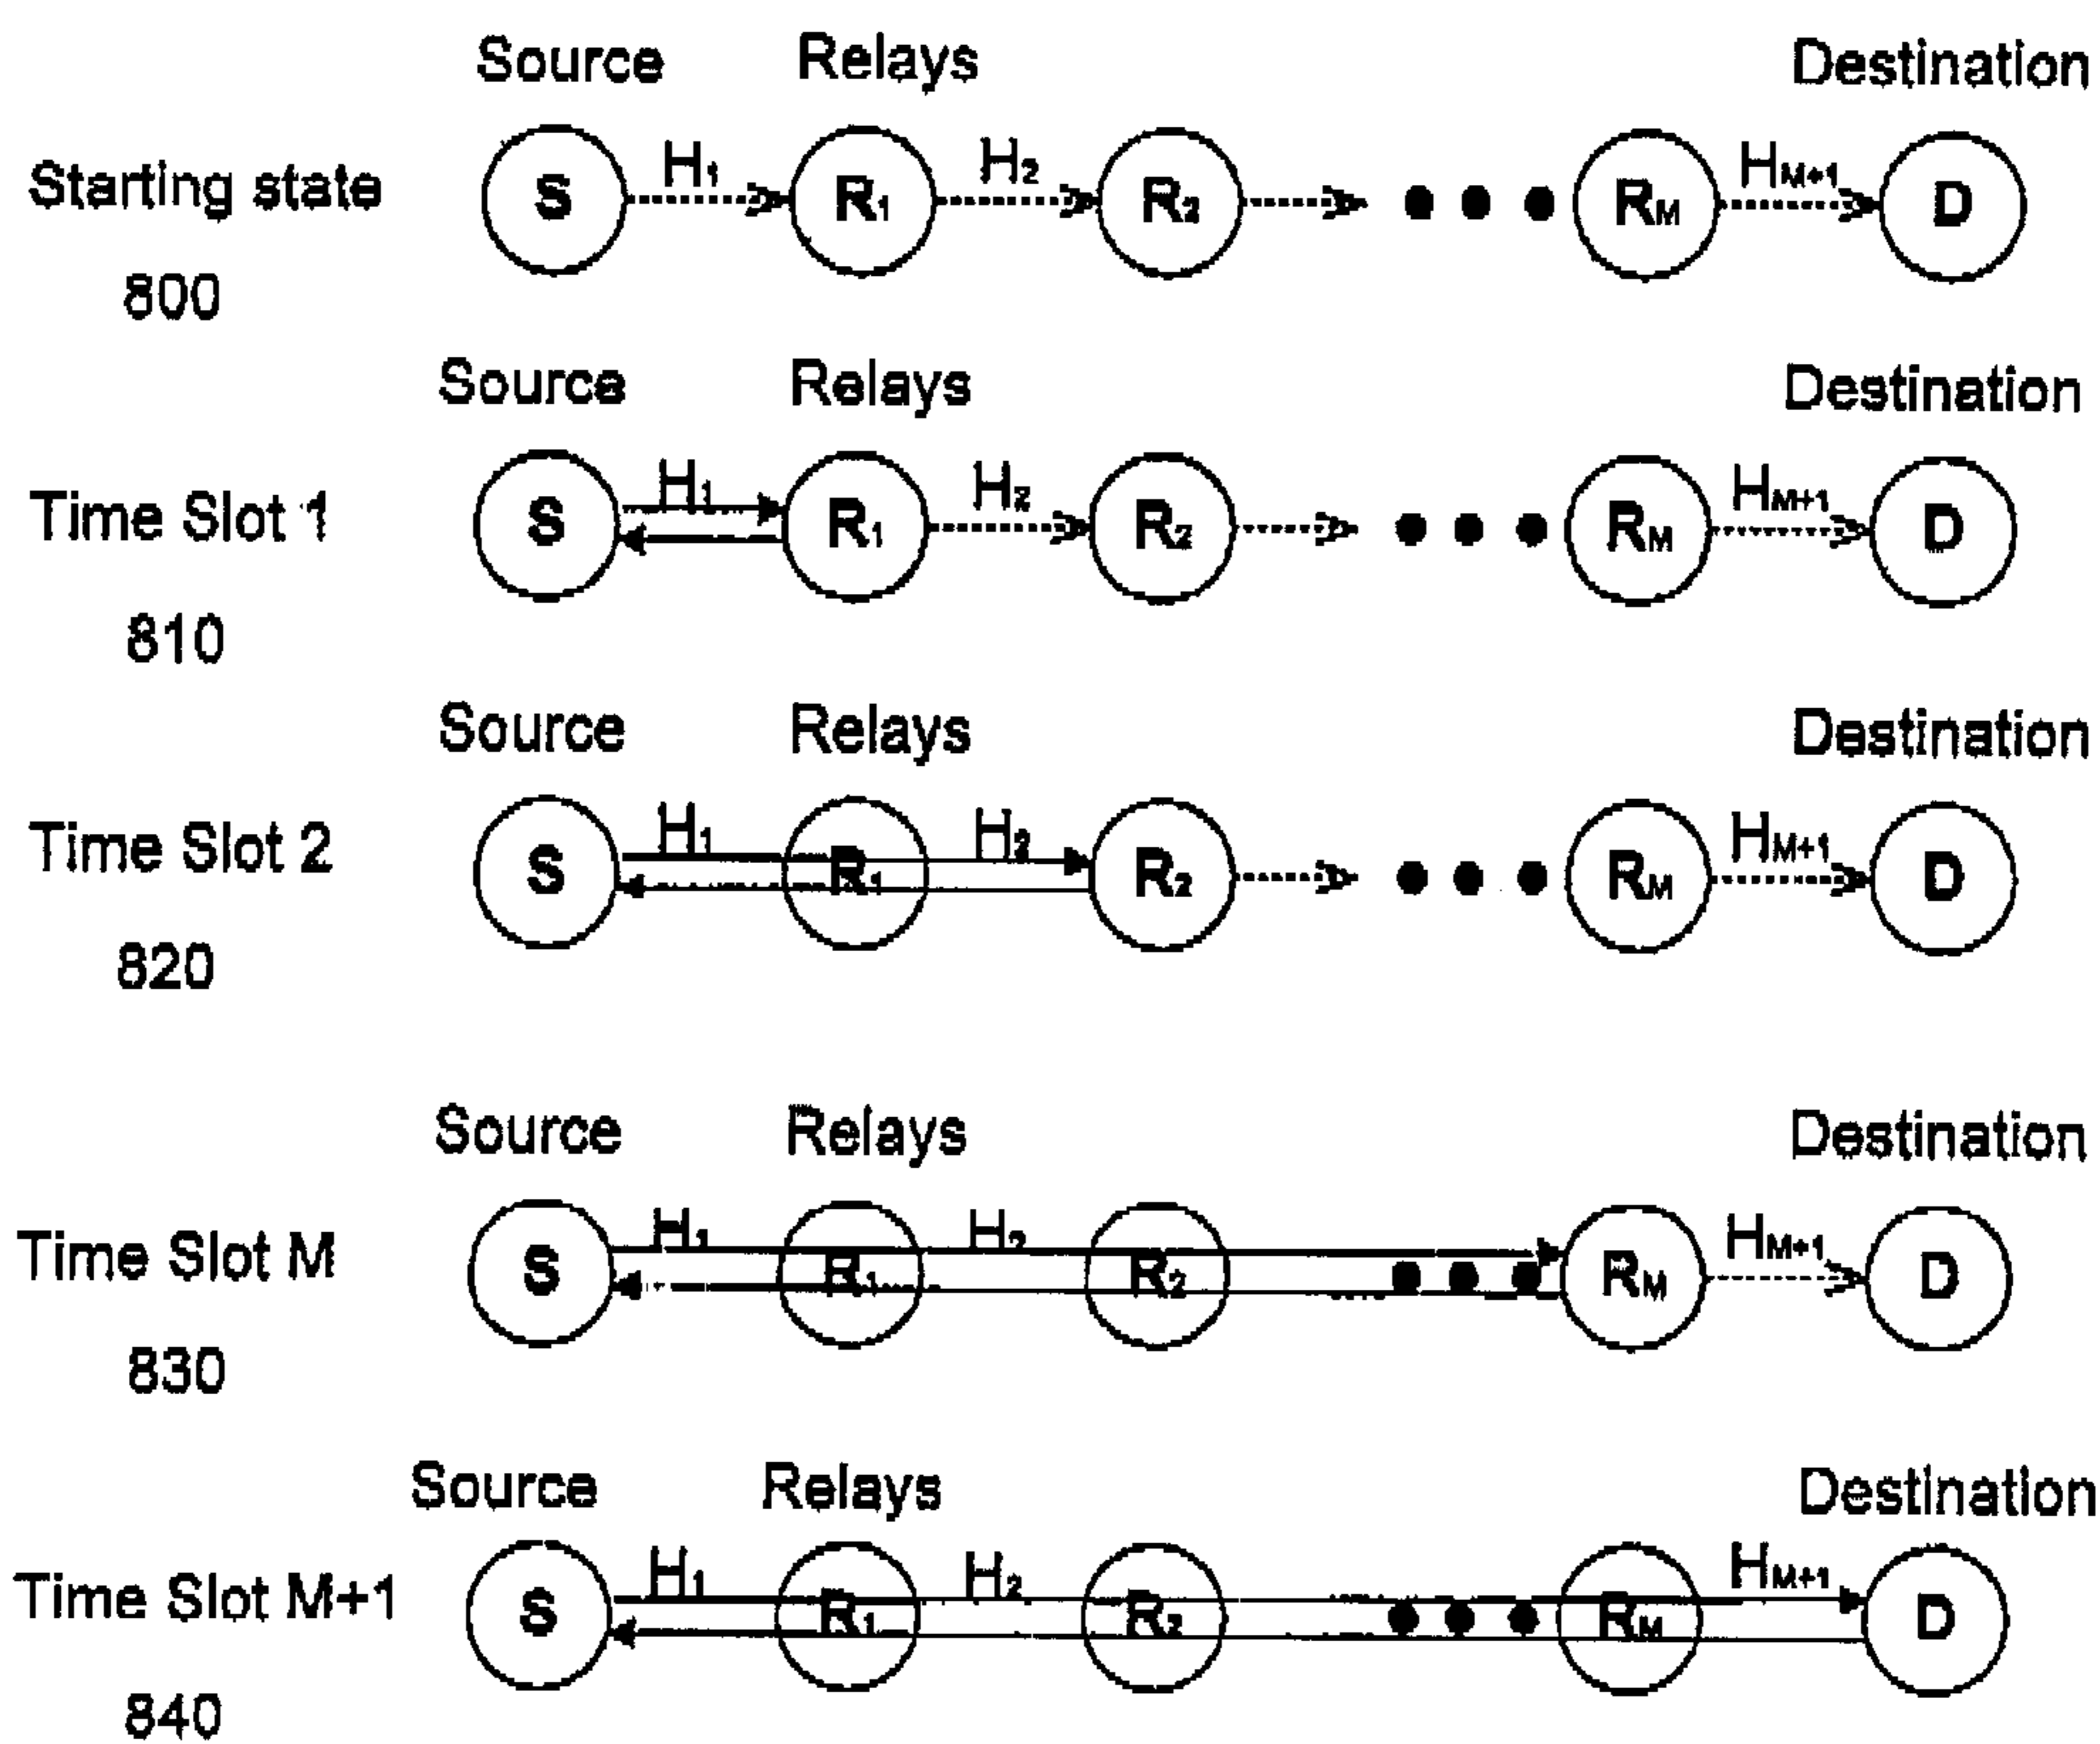 Source Relays Destination
Starting state S H1 R1 H2 R2 RM HM+1 D
800
Source Relays Destination
Time Slot 1 S H1 R1 H2 R2 RM HM+1 D
810
Source Relays Destination
Time Slot 2 S H1 R1 H2 R2 RM HM+1 D
820
Source Relays Destination
Time Slot M S H1 R1 H2 R2 RM HM+1 D
830
Source Relays Destination
Time Slot M+1 S H1 R1 H2 R2 RM HM+1 D
840